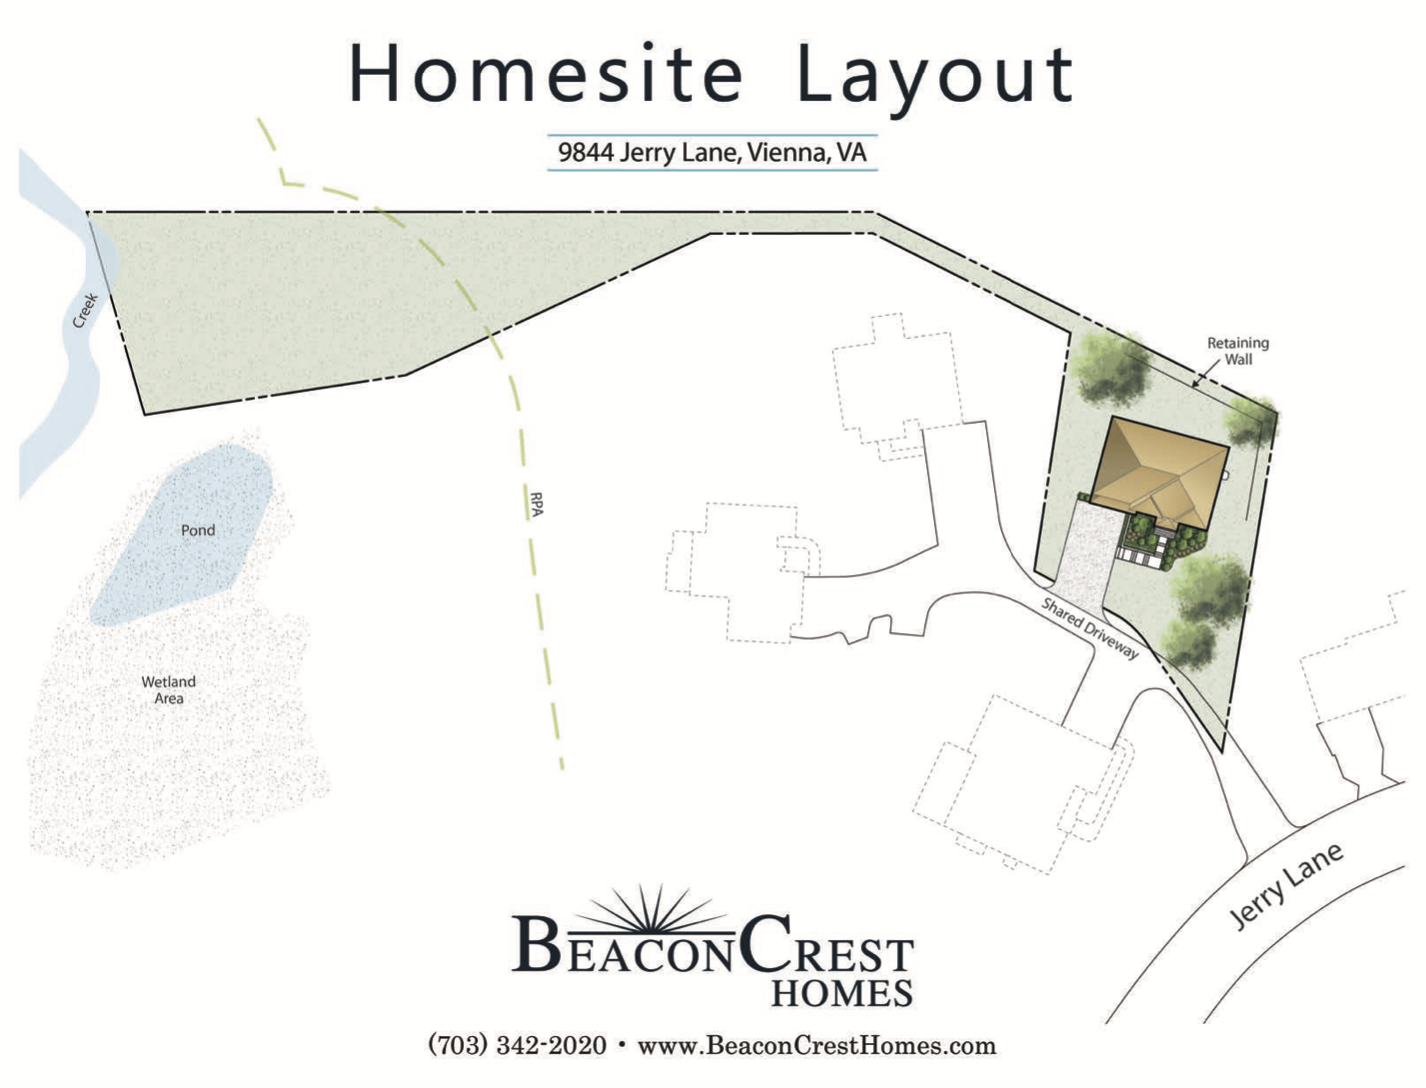 Homesite Layout
9844 Jerry Lane, Vienna, VA
Creek
Retaining
Wall
RPA
Pond
Shared Driveway
Wetland
Area
Jerry Lane
BEACONCREST
HOMES
(703) 342-2020 • www.BeaconCrestHomes.com